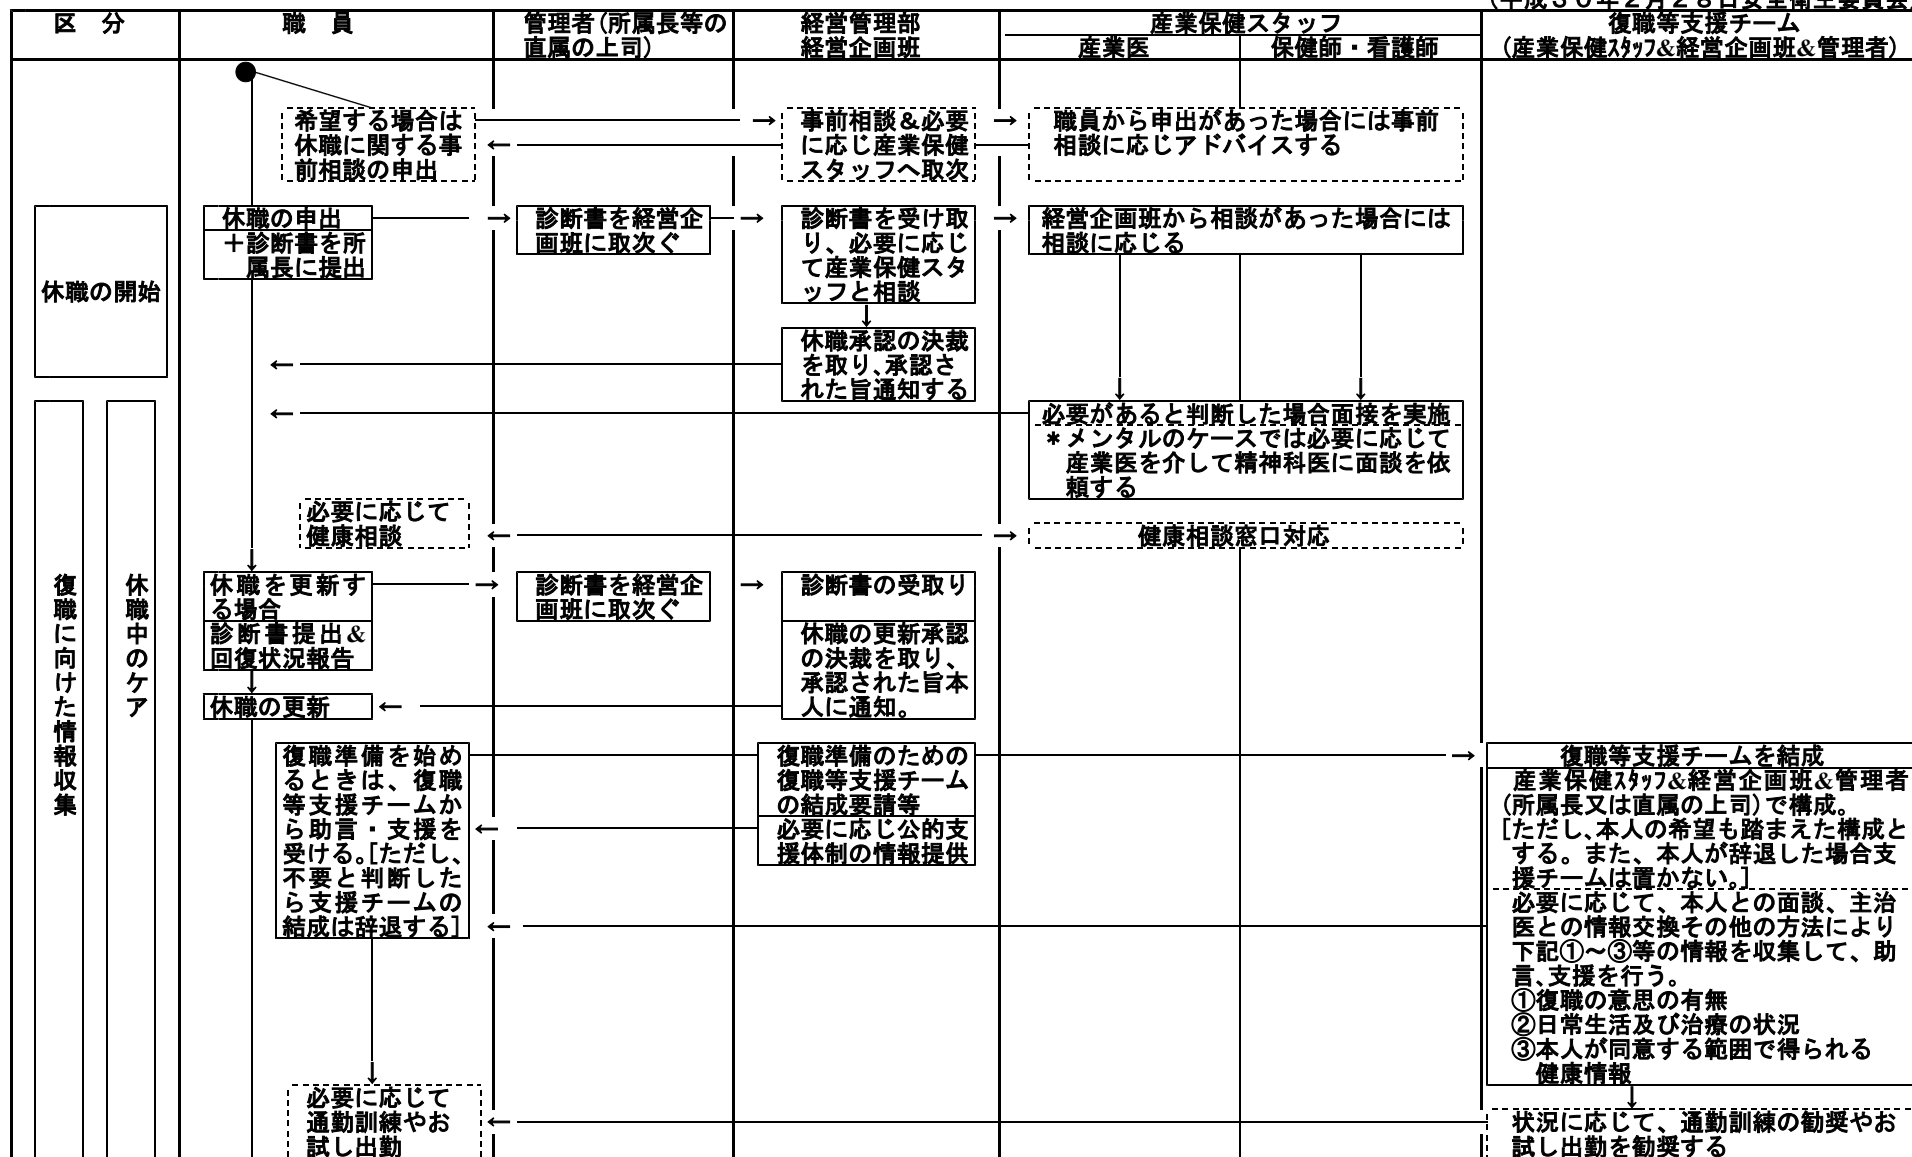 (平成３０年２月２８日安全衛生委員会)
区　分
職　員
管理者(所属長等の
直属の上司)
経営管理部
経営企画班
産業保健スタッフ
産業医
保健師・看護師
復職等支援チーム
(産業保健ｽﾀｯﾌ&経営企画班&管理者)
希望する場合は
休職に関する事
前相談の申出
事前相談＆必要
に応じ産業保健
スタッフへ取次
職員から申出があった場合には事前
相談に応じアドバイスする
休職の開始
休職の申出
＋診断書を所
属長に提出
診断書を経営企
画班に取次ぐ
診断書を受け取
り、必要に応じ
て産業保健スタ
ッフと相談
経営企画班から相談があった場合には
相談に応じる
休職承認の決裁
を取り､承認さ
れた旨通知する
必要があると判断した場合面接を実施
＊メンタルのケースでは必要に応じて
産業医を介して精神科医に面談を依
頼する
必要に応じて
健康相談
健康相談窓口対応
復職に向けた情報収集
休職中のケア
休職を更新す
る場合
診断書提出&
回復状況報告
診断書を経営企
画班に取次ぐ
診断書の受取り
休職の更新承認
の決裁を取り、
承認された旨本
人に通知。
休職の更新
復職準備を始め
るときは、復職
等支援チームか
ら助言・支援を
受ける｡[ただし、
不要と判断した
ら支援チームの
結成は辞退する]
復職準備のための
復職等支援チーム
の結成要請等
必要に応じ公的支
援体制の情報提供
復職等支援チームを結成
産業保健ｽﾀｯﾌ&経営企画班&管理者
(所属長又は直属の上司)で構成。
[ただし､本人の希望も踏まえた構成と
する。また、本人が辞退した場合支
援チームは置かない｡]
必要に応じて、本人との面談、主治
医との情報交換その他の方法により
下記①～③等の情報を収集して、助
言､支援を行う。
①復職の意思の有無
②日常生活及び治療の状況
③本人が同意する範囲で得られる
健康情報
必要に応じて
通勤訓練やお
試し出勤
状況に応じて、通勤訓練の勧奨やお
試し出勤を勧奨する